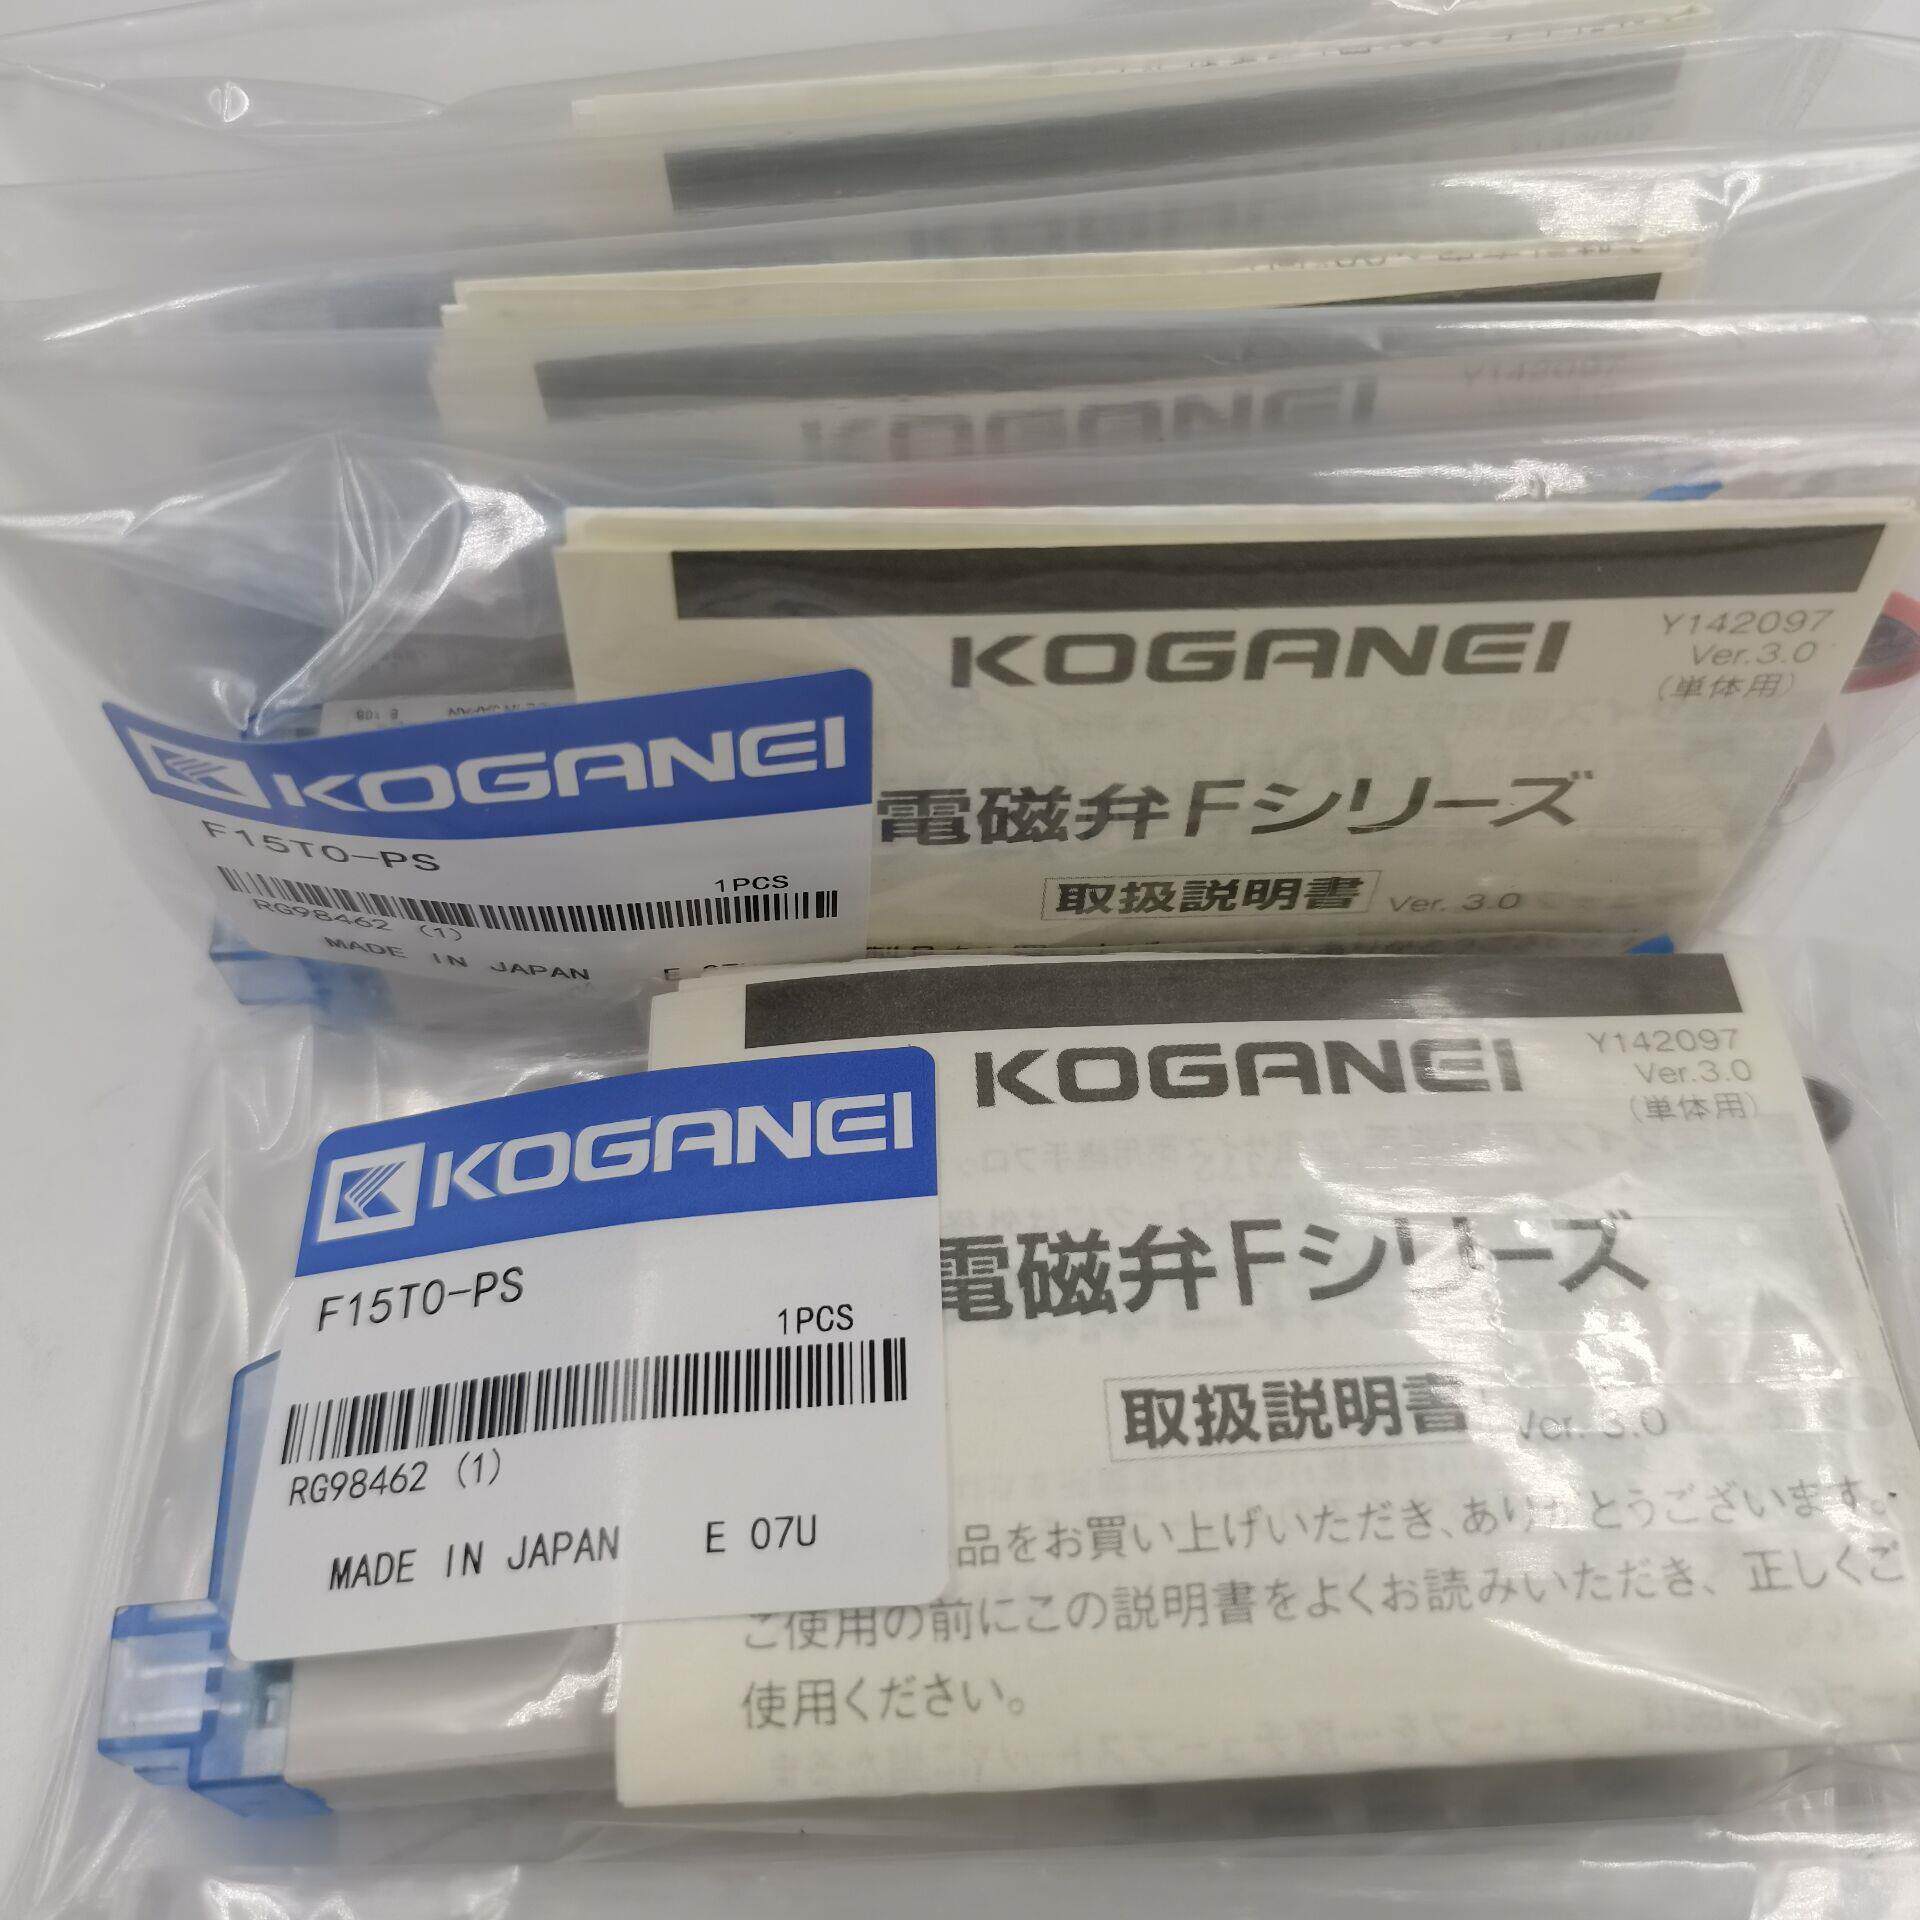 KOGANEI
KOGANEI
Y142097
Ver.3.0
(単体用)
電磁弁Fシリーズ
取扱説明書 Ver. 3.0
KOGANEI
F15T0-PS
1PCS
RG98462 (1)
MADE IN JAPAN E
KOGANEI
Y142097
Ver.3.0
(単体用)
電磁弁Fシリーズ
取扱説明書 Ver. 3.0
品をお買い上げいただき、ありがとうございます。
ご使用の前にこの説明書をよくお読みいただき、正しくご
使用ください。
KOGANEI
F15T0-PS
1PCS
RG98462 (1)
MADE IN JAPAN E 07U